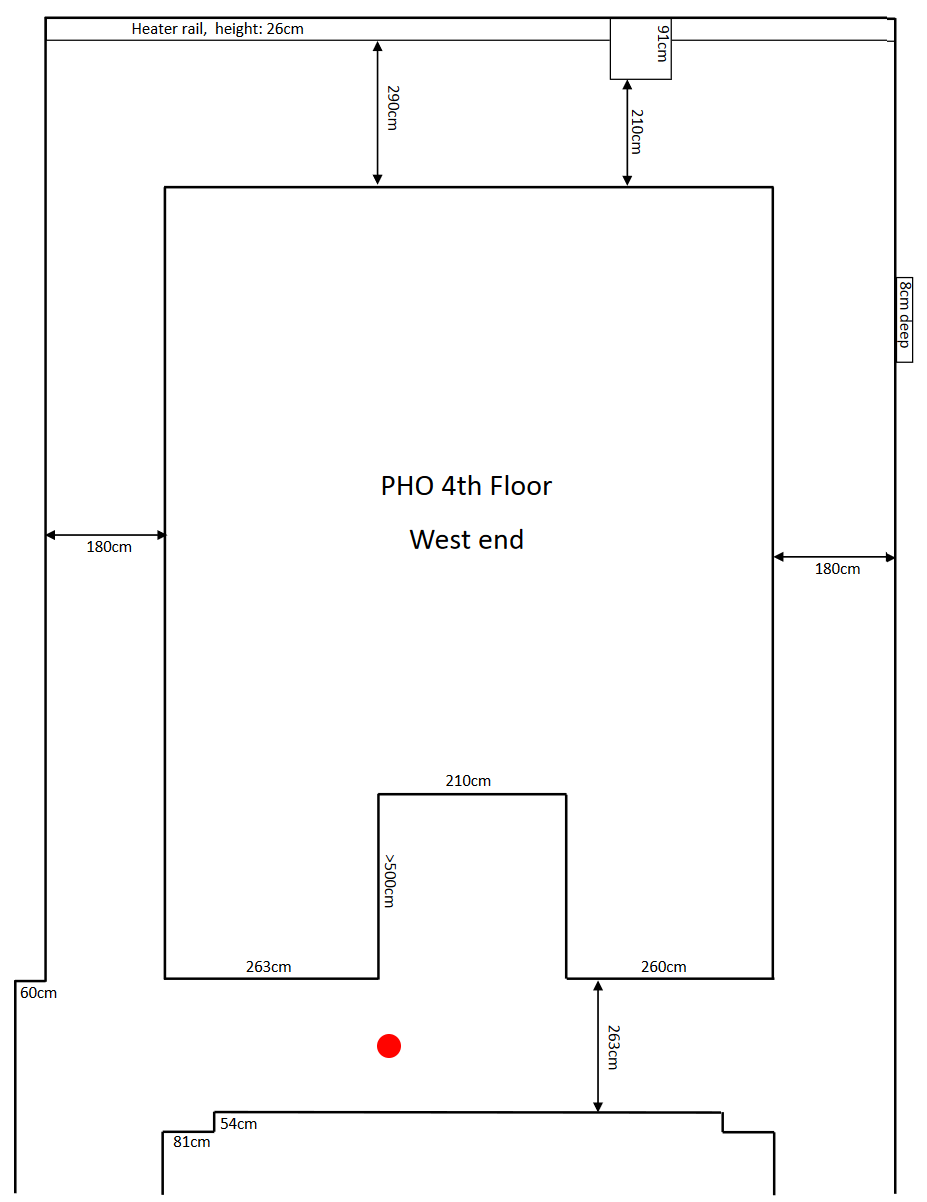 Heater rail,  height: 26cm
91cm
290cm
210cm
8cm deep
PHO 4th Floor
West end
180cm
180cm
210cm
>500cm
263cm
260cm
60cm
263cm
54cm
81cm